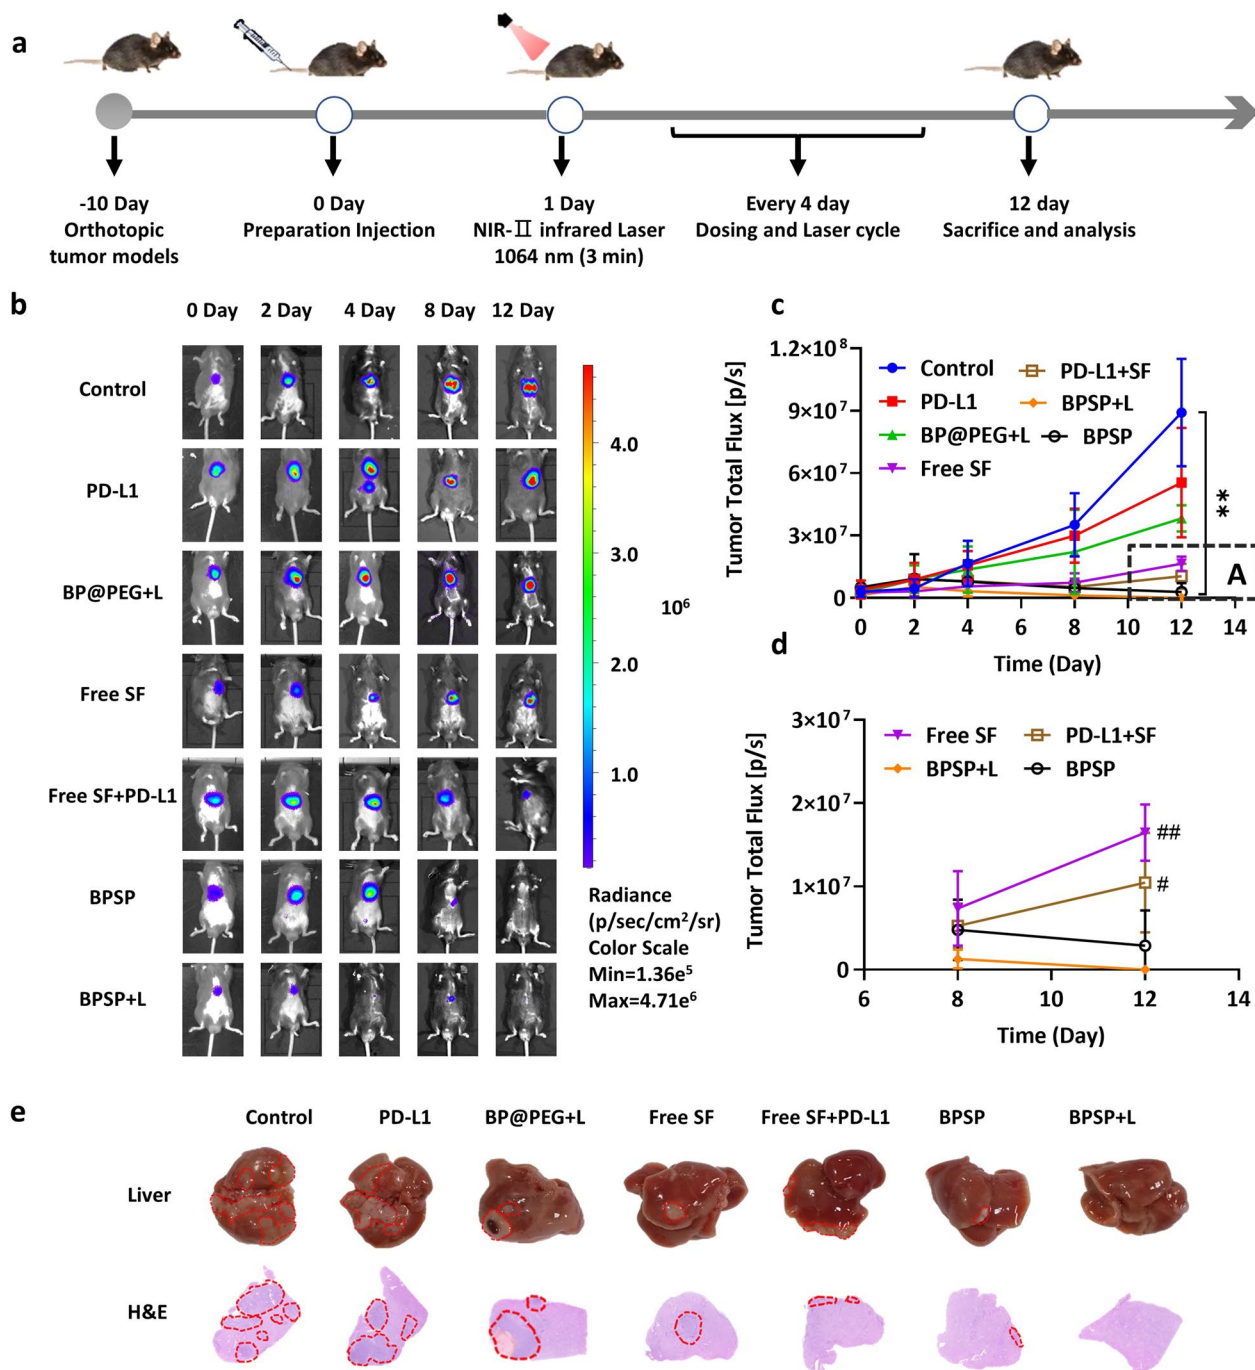 a
-10 Day
Orthotopic
tumor models
0 Day
Preparation Injection
1 Day
NIR-Ⅱ infrared Laser
1064 nm (3 min)
Every 4 day
Dosing and Laser cycle
12 day
Sacrifice and analysis
b
0 Day 2 Day 4 Day 8 Day 12 Day
Control
PD-L1
BP@PEG+L
Free SF
Free SF+PD-L1
BPSP
BPSP+L
4.0
3.0
10⁶
2.0
1.0
Radiance
(p/sec/cm²/sr)
Color Scale
Min=1.36e⁵
Max=4.71e⁶
c
Tumor Total Flux [p/s]
1.2×10⁸
9×10⁷
6×10⁷
3×10⁷
0
Control
PD-L1
BP@PEG+L
Free SF
PD-L1+SF
BPSP+L
BPSP
**
A
0 2 4 6 8 10 12 14
Time (Day)
d
Tumor Total Flux [p/s]
3×10⁷
2×10⁷
1×10⁷
0
Free SF
BPSP+L
PD-L1+SF
BPSP
##
#
6 8 10 12 14
Time (Day)
e
Control PD-L1 BP@PEG+L Free SF Free SF+PD-L1 BPSP BPSP+L
Liver
H&E